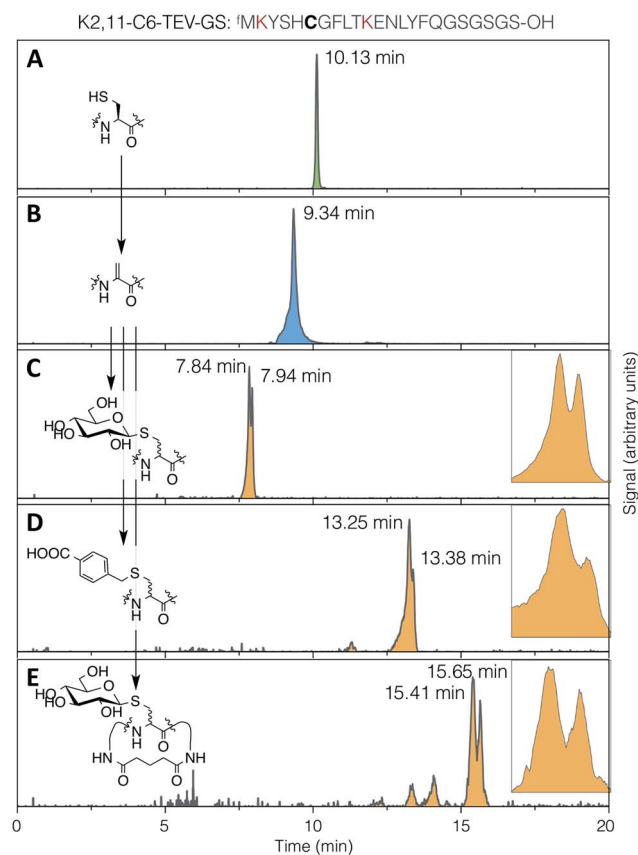 K2,11-C6-TEV-GS: fMKYSHCGFLTKENLYFQGSGSGS-OH
A
10.13 min
HS
N
H
O
B
9.34 min
N
H
O
C
7.84 min
7.94 min
OH
HO
O
HO
S
OH
N
H
O
D
13.25 min
13.38 min
HOOC
S
N
H
O
E
15.65 min
15.41 min
OH
HO
O
HO
S
OH
N
H
O
HN
NH
O
O
0
5
10
15
20
Time (min)
Signal (arbitrary units)